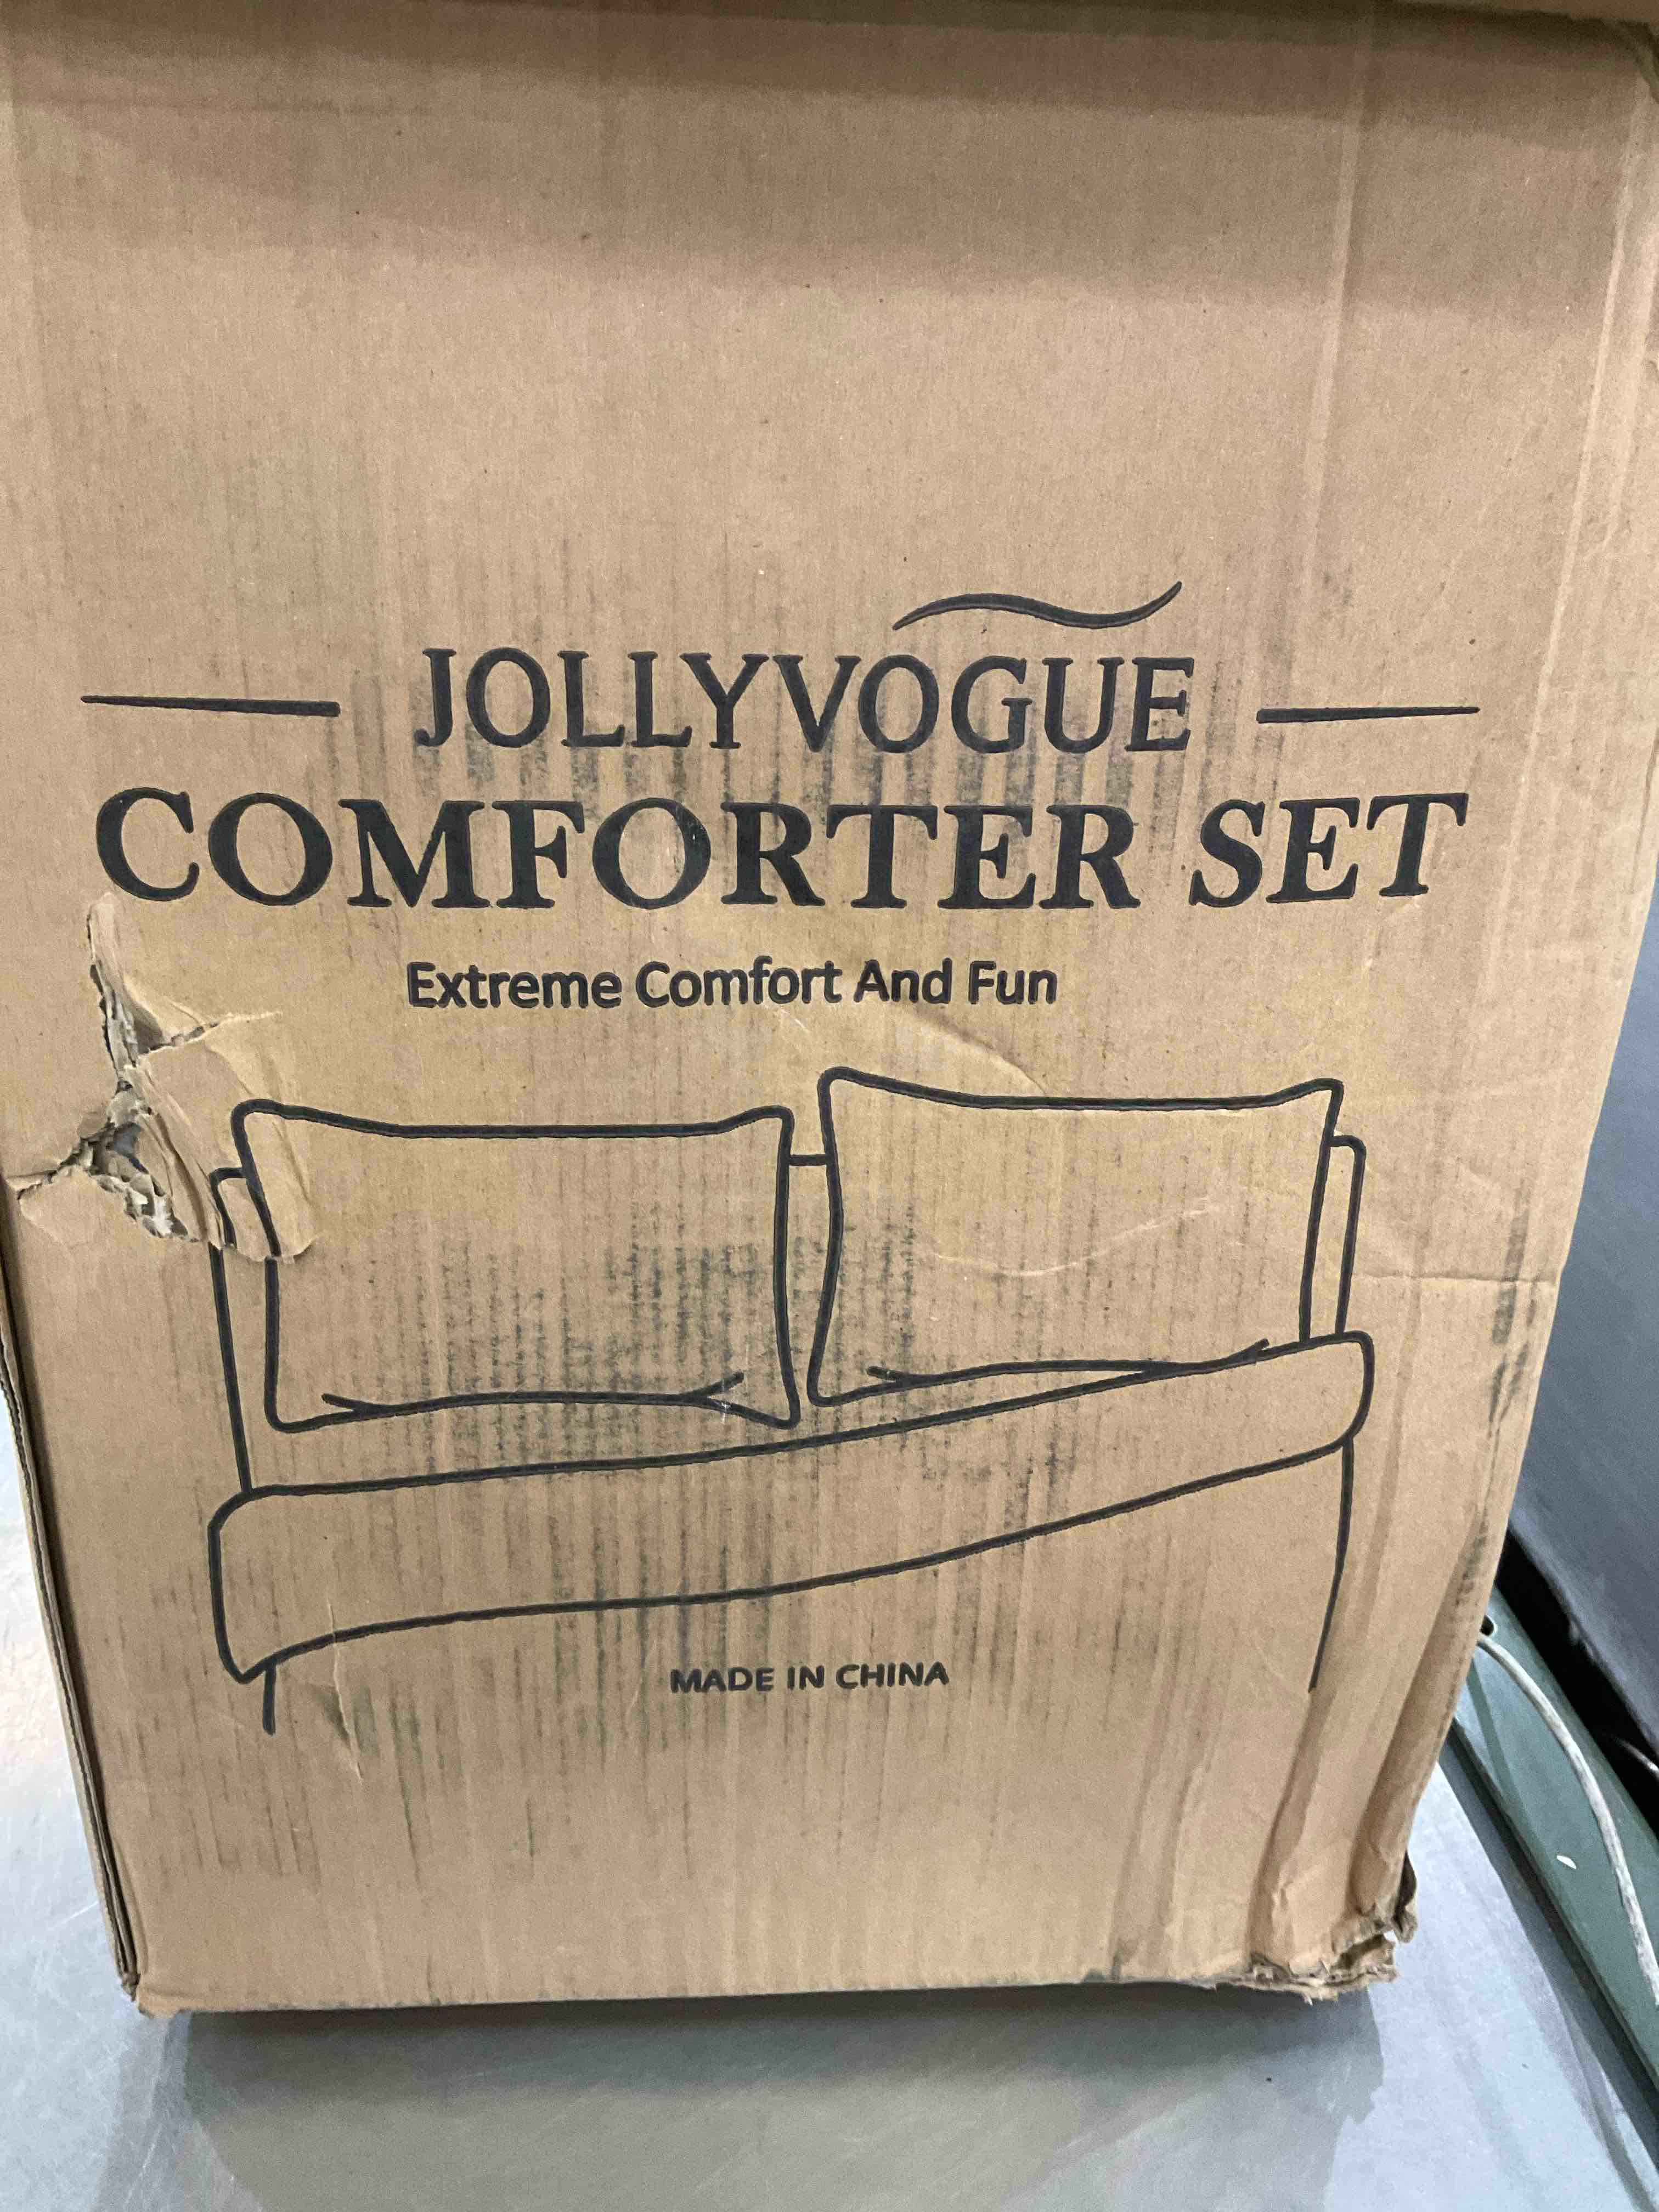 JOLLYVOGUE
COMFORTER SET
Extreme Comfort And Fun
MADE IN CHINA